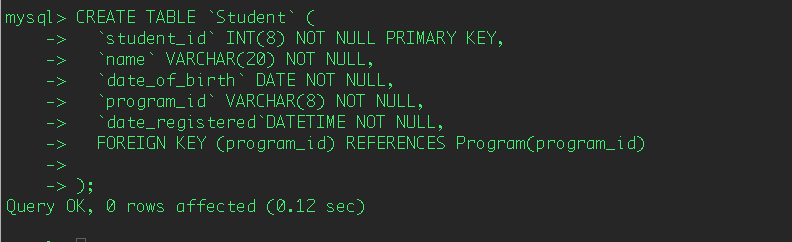 mysql> CREATE TABLE `Student` (
    -> `student_id` INT(8) NOT NULL PRIMARY KEY,
    -> `name` VARCHAR(20) NOT NULL,
    -> `date_of_birth` DATE NOT NULL,
    -> `program_id` VARCHAR(8) NOT NULL,
    -> `date_registered`DATETIME NOT NULL,
    -> FOREIGN KEY (program_id) REFERENCES Program(program_id)
    ->
    -> );
Query OK, 0 rows affected (0.12 sec)